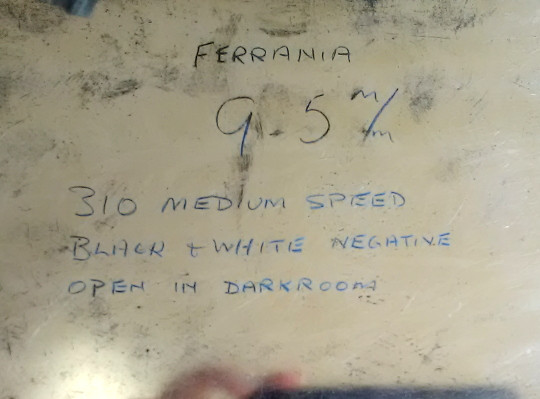 FERRANIA
9.5 m/m
310 MEDIUM SPEED
BLACK + WHITE NEGATIVE
OPEN IN DARKROOM